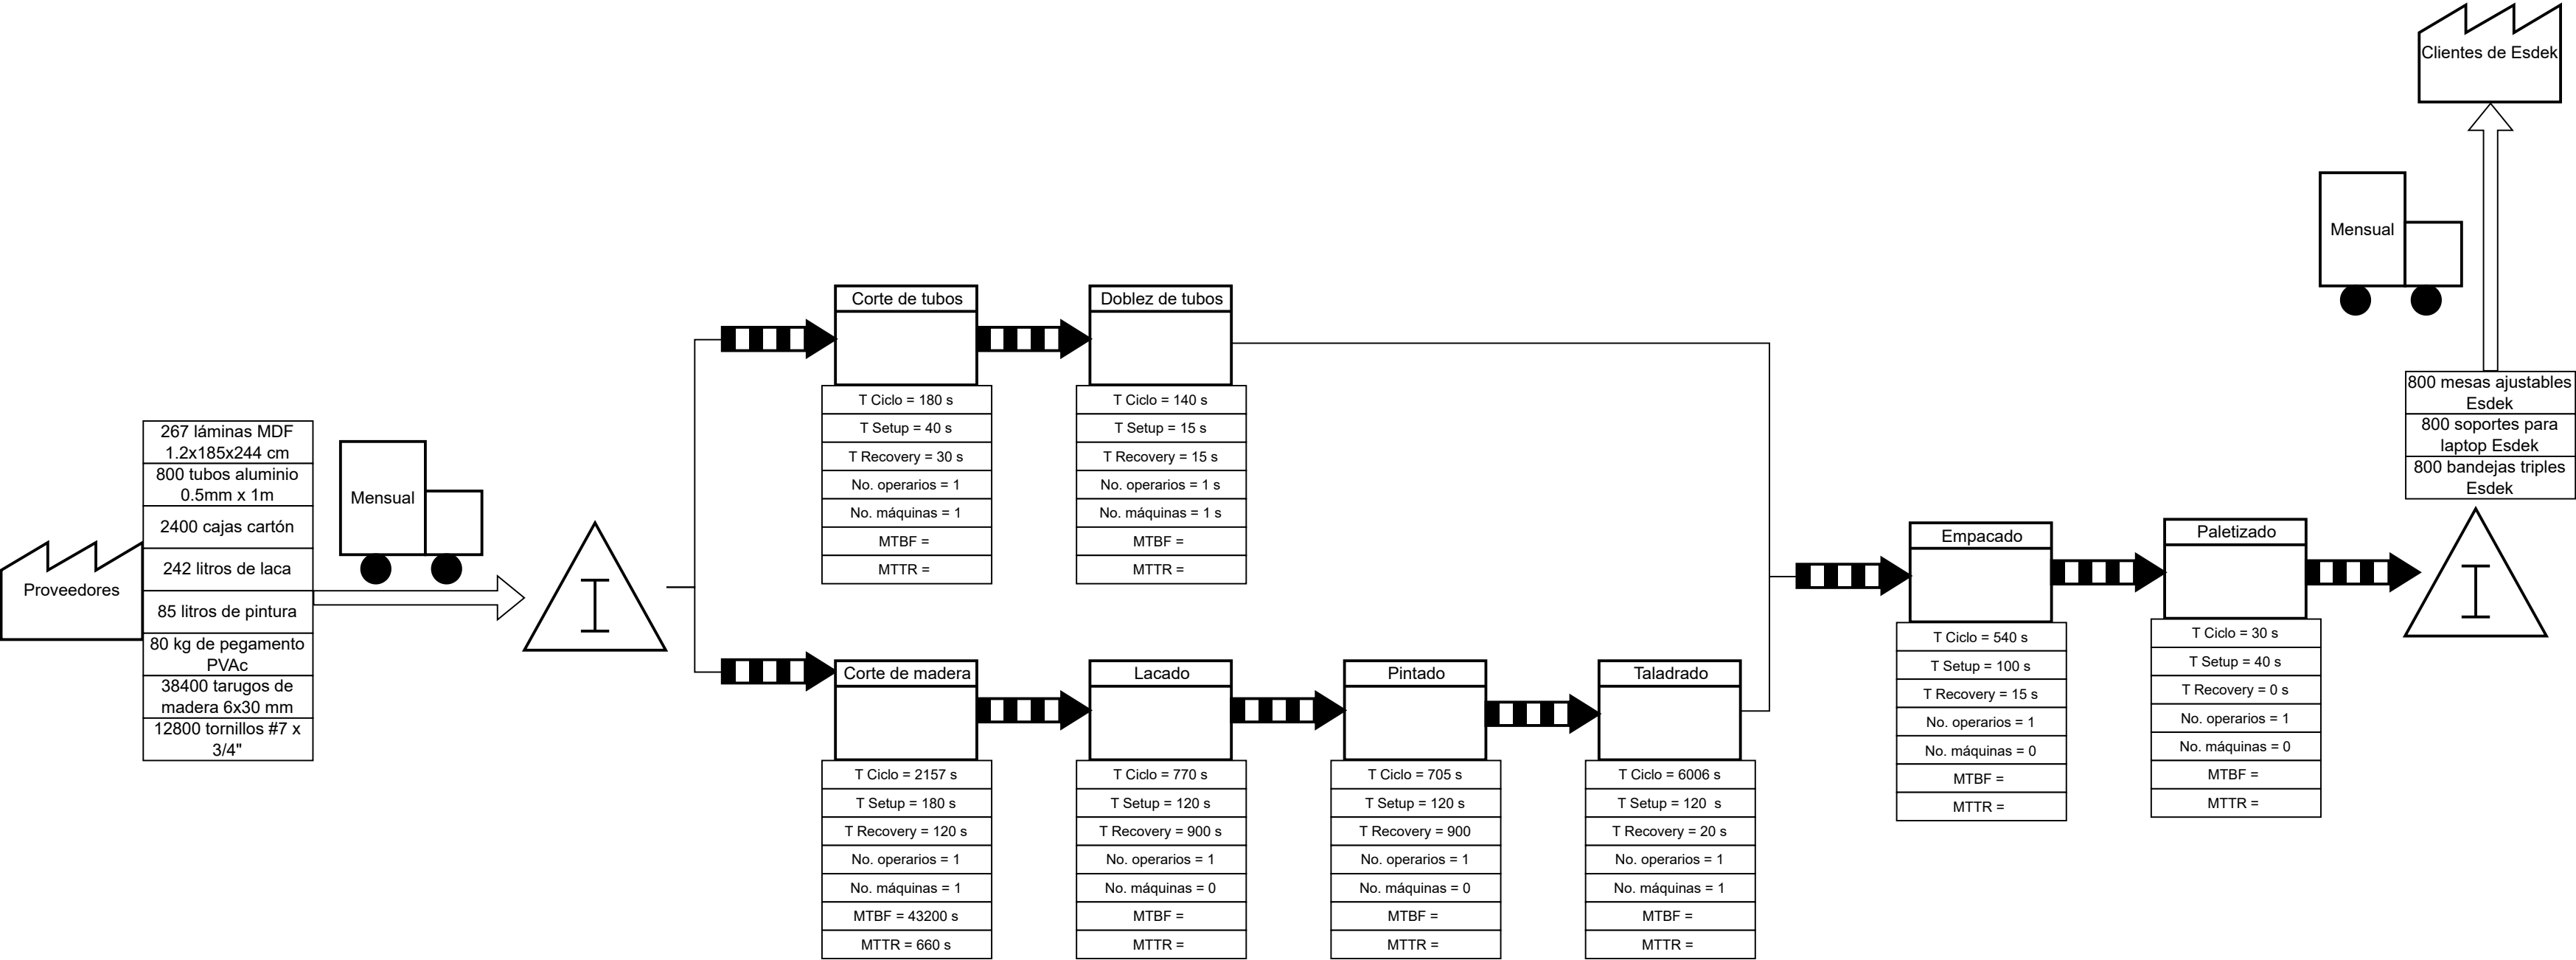 Clientes de Esdek
Mensual
800 mesas ajustables
Esdek
800 soportes para
laptop Esdek
800 bandejas triples
Esdek
Proveedores
267 láminas MDF
1.2x185x244 cm
800 tubos aluminio
0.5mm x 1m
2400 cajas cartón
242 litros de laca
85 litros de pintura
80 kg de pegamento
PVAc
38400 tarugos de
madera 6x30 mm
12800 tornillos #7 x
3/4"
Mensual
I
Corte de tubos
T Ciclo = 180 s
T Setup = 40 s
T Recovery = 30 s
No. operarios = 1
No. máquinas = 1
MTBF =
MTTR =
Doblez de tubos
T Ciclo = 140 s
T Setup = 15 s
T Recovery = 15 s
No. operarios = 1 s
No. máquinas = 1 s
MTBF =
MTTR =
Corte de madera
T Ciclo = 2157 s
T Setup = 180 s
T Recovery = 120 s
No. operarios = 1
No. máquinas = 1
MTBF = 43200 s
MTTR = 660 s
Lacado
T Ciclo = 770 s
T Setup = 120 s
T Recovery = 900 s
No. operarios = 1
No. máquinas = 0
MTBF =
MTTR =
Pintado
T Ciclo = 705 s
T Setup = 120 s
T Recovery = 900
No. operarios = 1
No. máquinas = 0
MTBF =
MTTR =
Taladrado
T Ciclo = 6006 s
T Setup = 120  s
T Recovery = 20 s
No. operarios = 1
No. máquinas = 1
MTBF =
MTTR =
Empacado
T Ciclo = 540 s
T Setup = 100 s
T Recovery = 15 s
No. operarios = 1
No. máquinas = 0
MTBF =
MTTR =
Paletizado
T Ciclo = 30 s
T Setup = 40 s
T Recovery = 0 s
No. operarios = 1
No. máquinas = 0
MTBF =
MTTR =
I